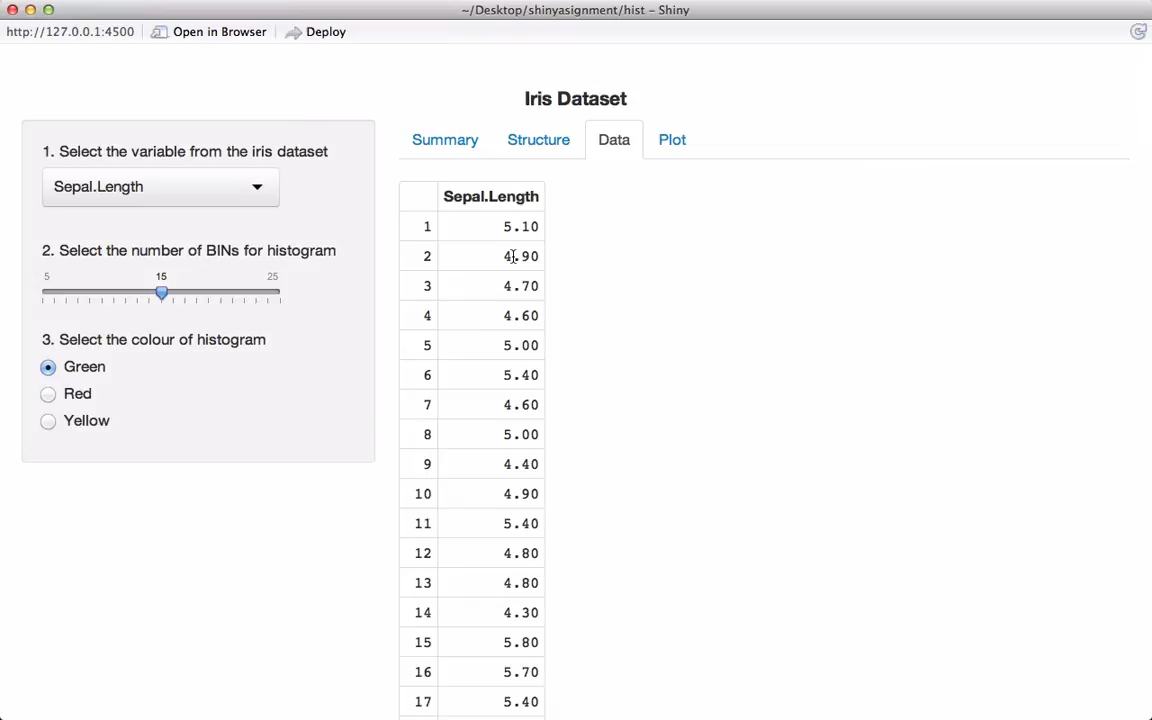 ~/Desktop/shinyasignment/hist – Shiny
http://127.0.0.1:4500 Open in Browser Deploy
Iris Dataset
Summary Structure Data Plot
1. Select the variable from the iris dataset
Sepal.Length
2. Select the number of BINs for histogram
5 15 25
3. Select the colour of histogram
Green
Red
Yellow
Sepal.Length
1 5.10
2 4.90
3 4.70
4 4.60
5 5.00
6 5.40
7 4.60
8 5.00
9 4.40
10 4.90
11 5.40
12 4.80
13 4.80
14 4.30
15 5.80
16 5.70
17 5.40